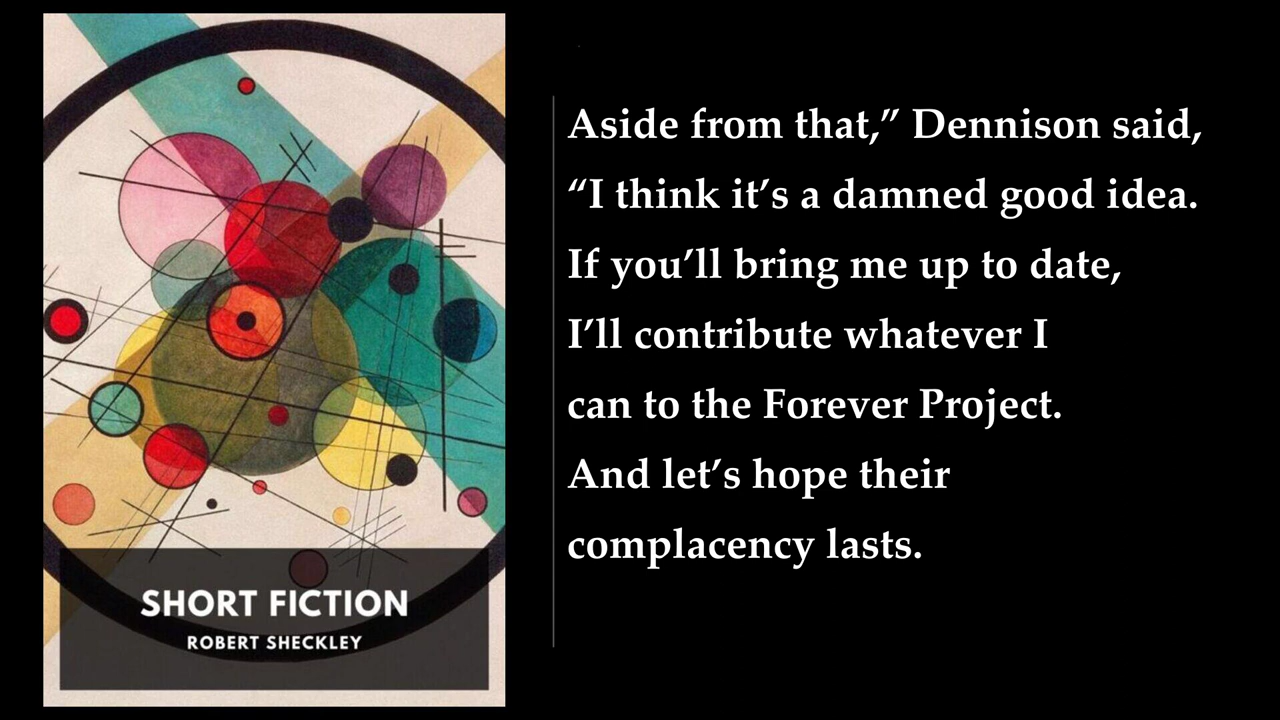 SHORT FICTION
ROBERT SHECKLEY
Aside from that,” Dennison said,
“I think it’s a damned good idea.
If you’ll bring me up to date,
I’ll contribute whatever I
can to the Forever Project.
And let’s hope their
complacency lasts.